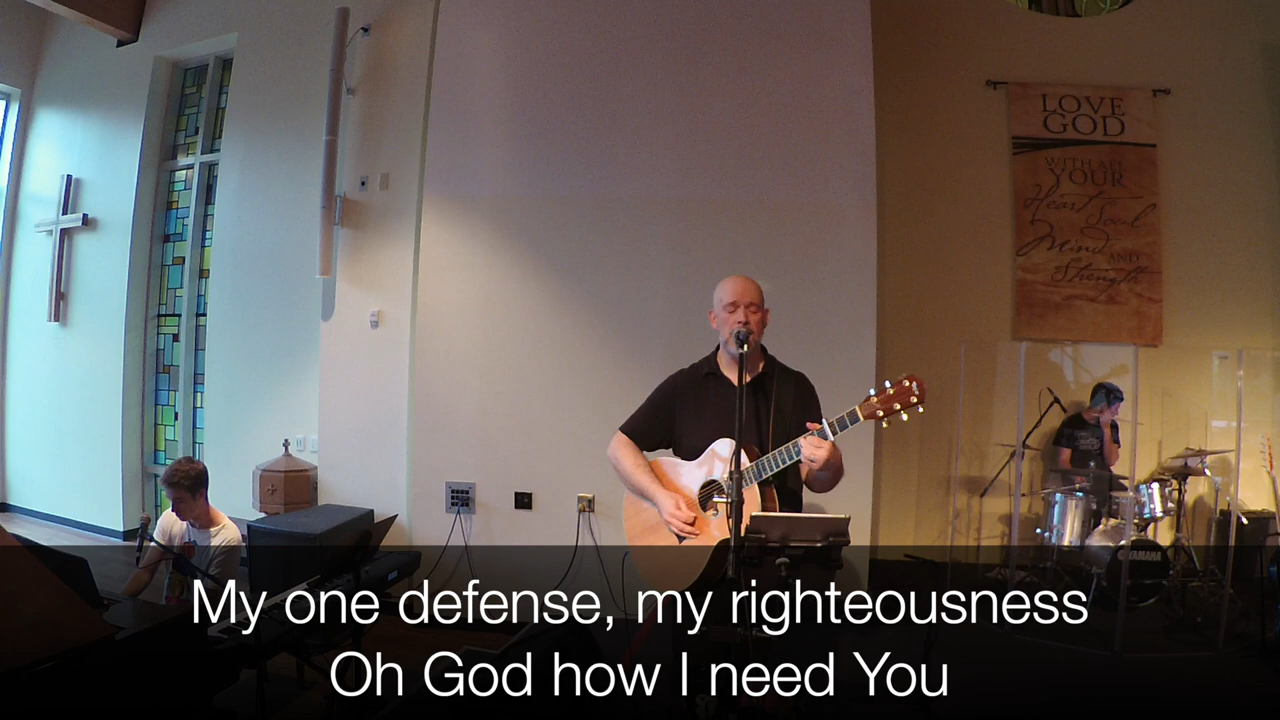 LOVE
GOD
WITH ALL
YOUR
Heart Soul
Mind AND
Strength
YAMAHA
My one defense, my righteousness
Oh God how I need You